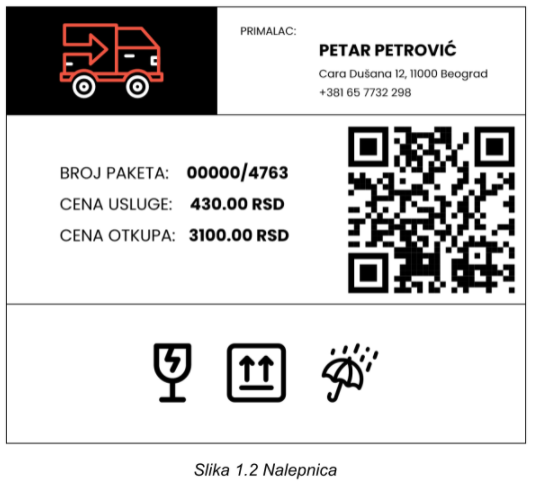 PRIMALAC:
PETAR PETROVIĆ
Cara Dušana 12, 11000 Beograd
+381 65 7732 298
BROJ PAKETA: 00000/4763
CENA USLUGE: 430.00 RSD
CENA OTKUPA: 3100.00 RSD
Slika 1.2 Nalepnica